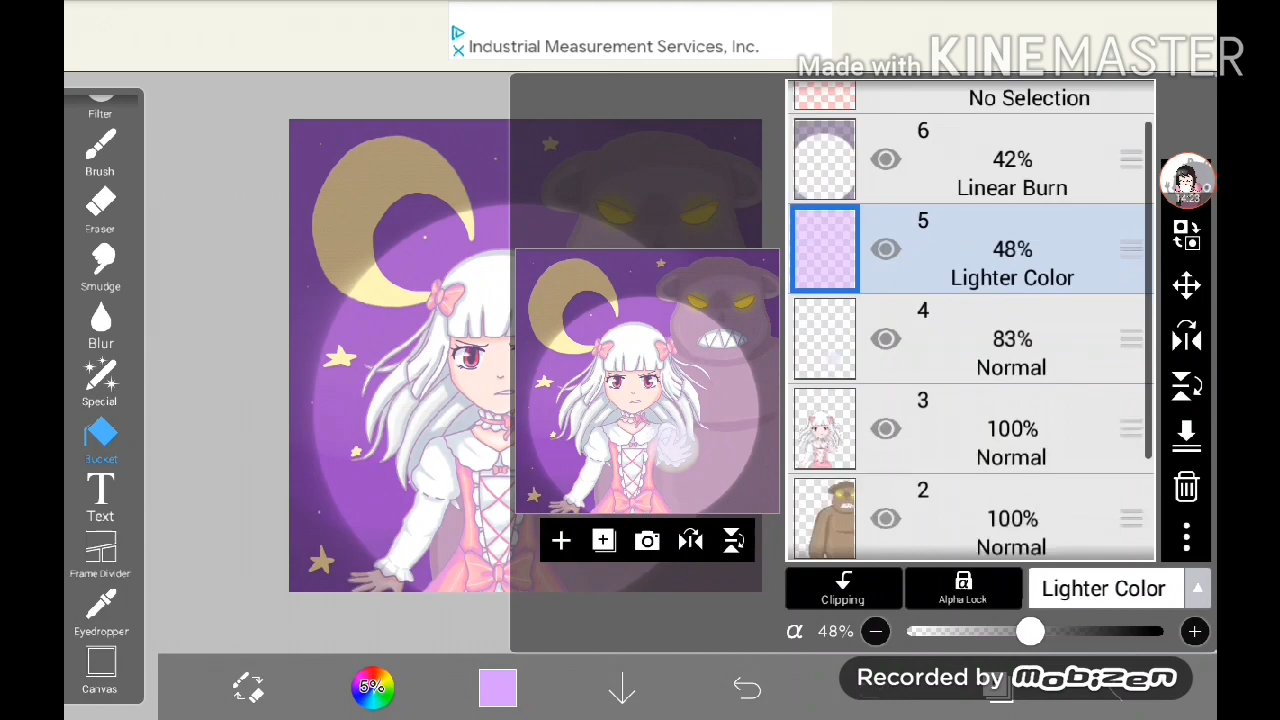 Industrial Measurement Services, Inc.
Made with KINEMASTER
Filter
Brush
Eraser
Smudge
Blur
Special
Bucket
Text
Frame Divider
Eyedropper
Canvas
No Selection
6
42%
Linear Burn
5
48%
Lighter Color
4
83%
Normal
3
100%
Normal
2
100%
Normal
14:23
Clipping
Alpha Lock
Lighter Color
α 48%
5%
Recorded by mobizen